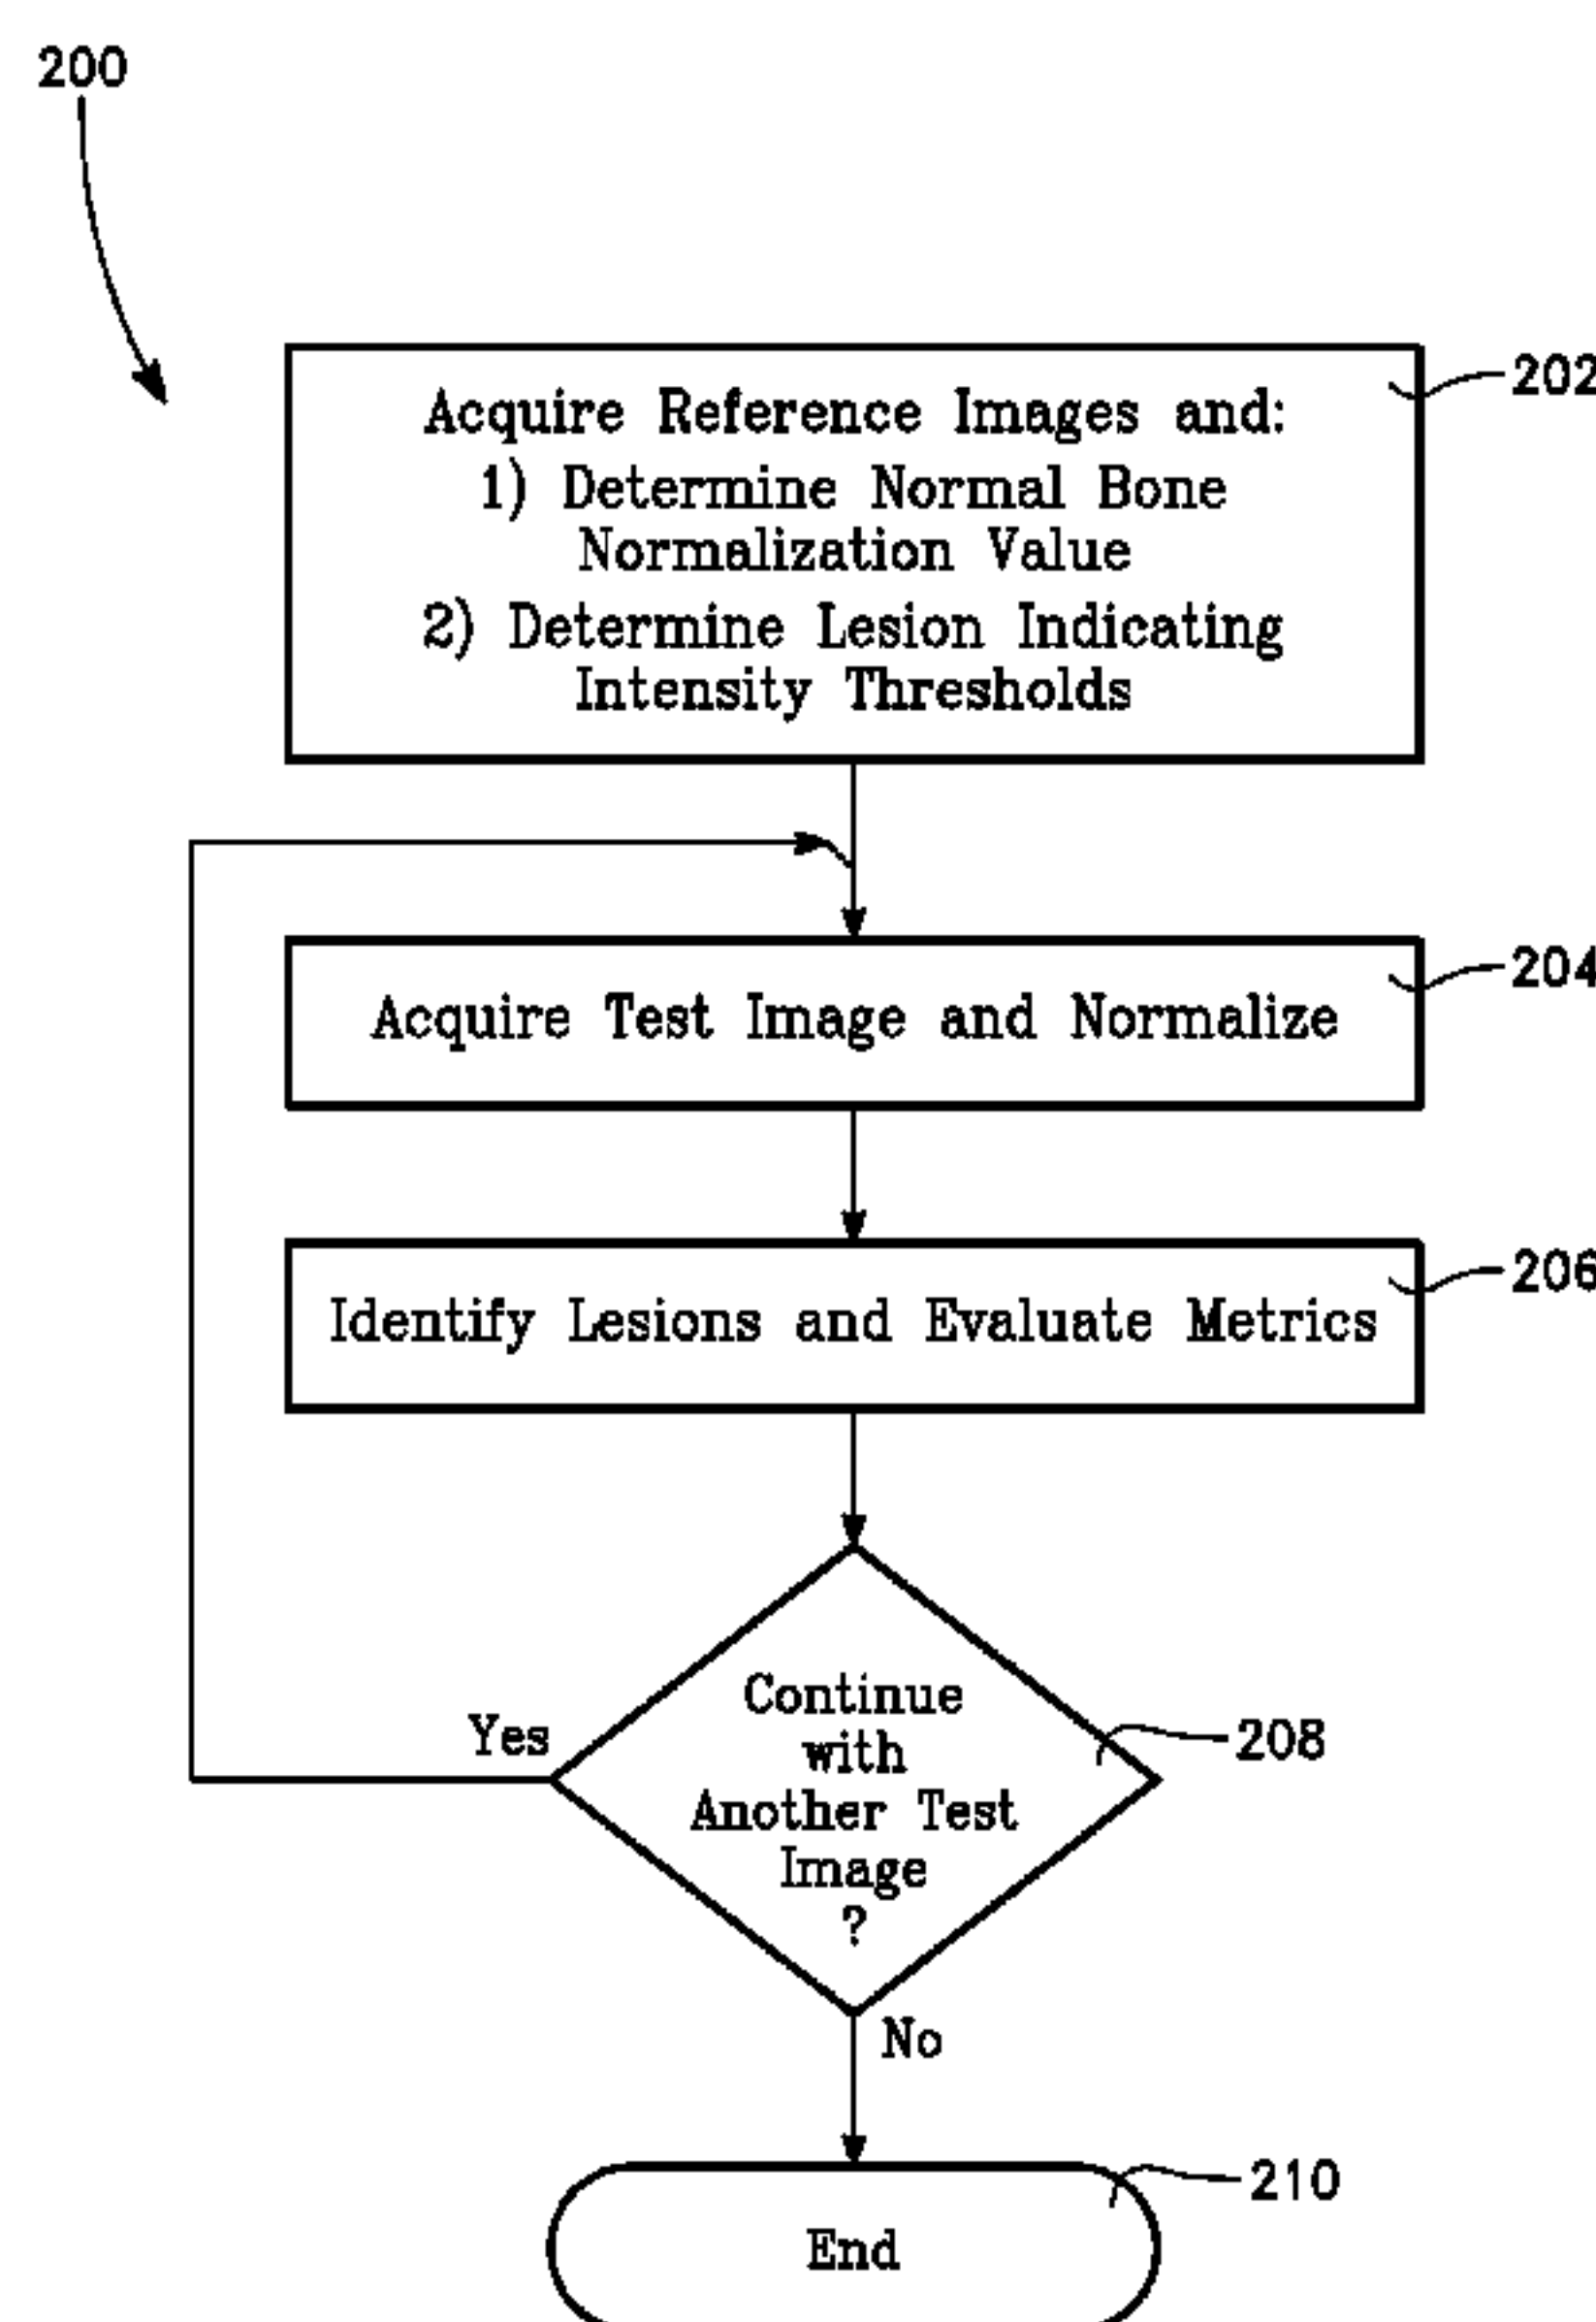 200
Acquire Reference Images and:
202
1) Determine Normal Bone
Normalization Value
2) Determine Lesion Indicating
Intensity Thresholds
204
Acquire Test Image and Normalize
206
Identify Lesions and Evaluate Metrics
Continue
with
Another Test
Image
?
Yes
208
No
210
End